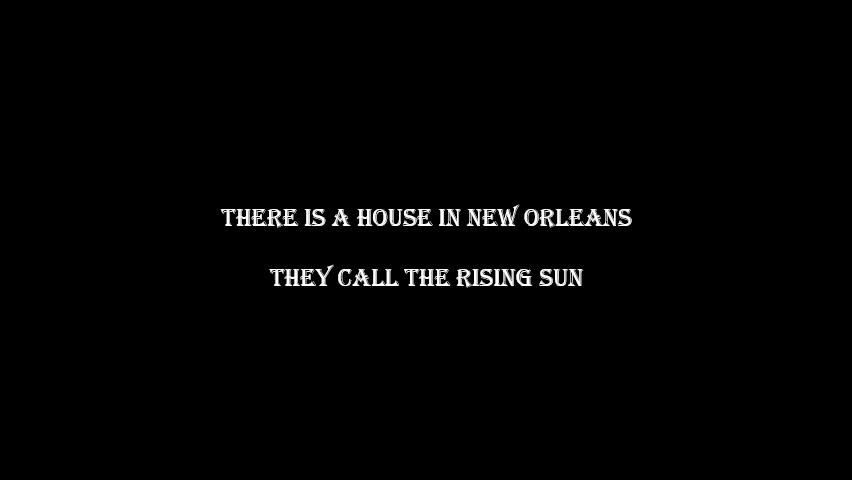 THERE IS A HOUSE IN NEW ORLEANS
THEY CALL THE RISING SUN